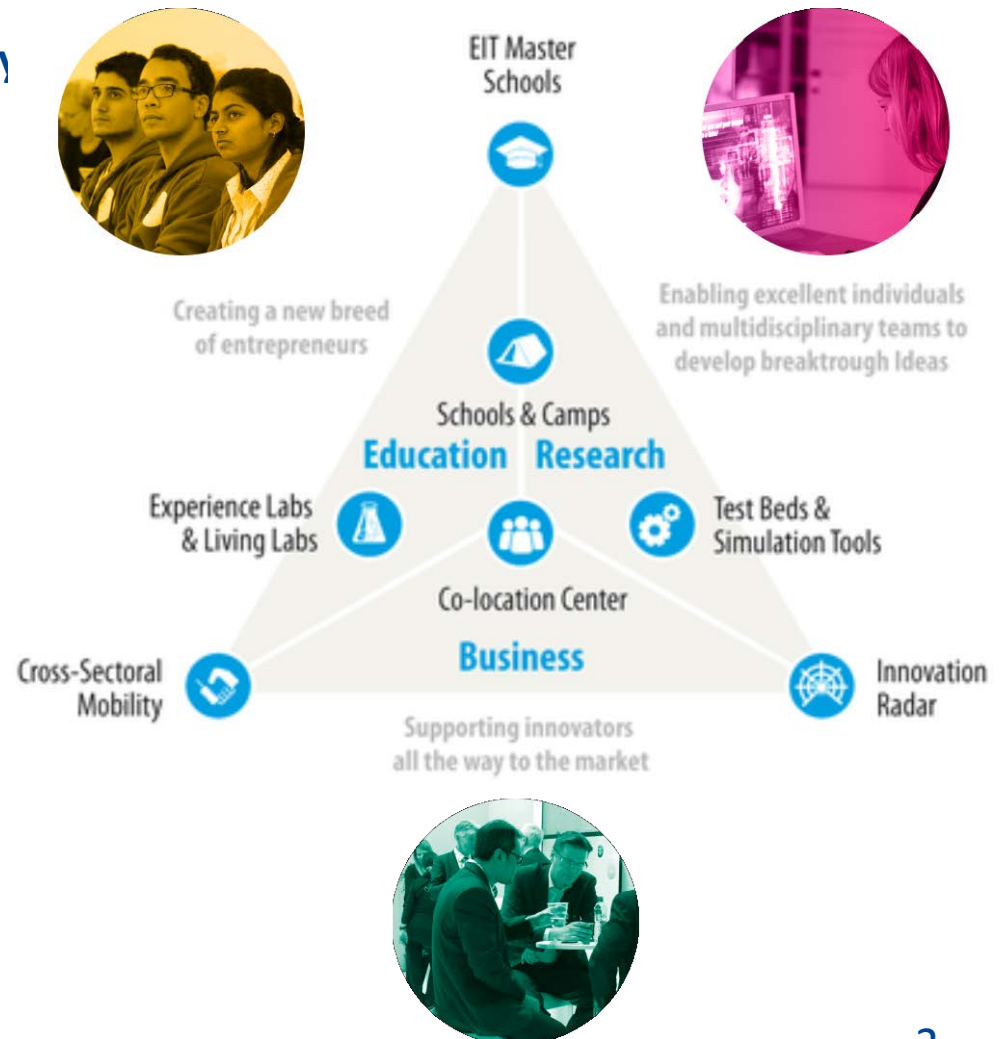 EIT Master
Schools
Creating a new breed
of entrepreneurs
Enabling excellent individuals
and multidisciplinary teams to
develop breaktrough Ideas
Schools & Camps
Education Research
Experience Labs
& Living Labs
Test Beds &
Simulation Tools
Co-location Center
Business
Cross-Sectoral
Mobility
Innovation
Radar
Supporting innovators
all the way to the market